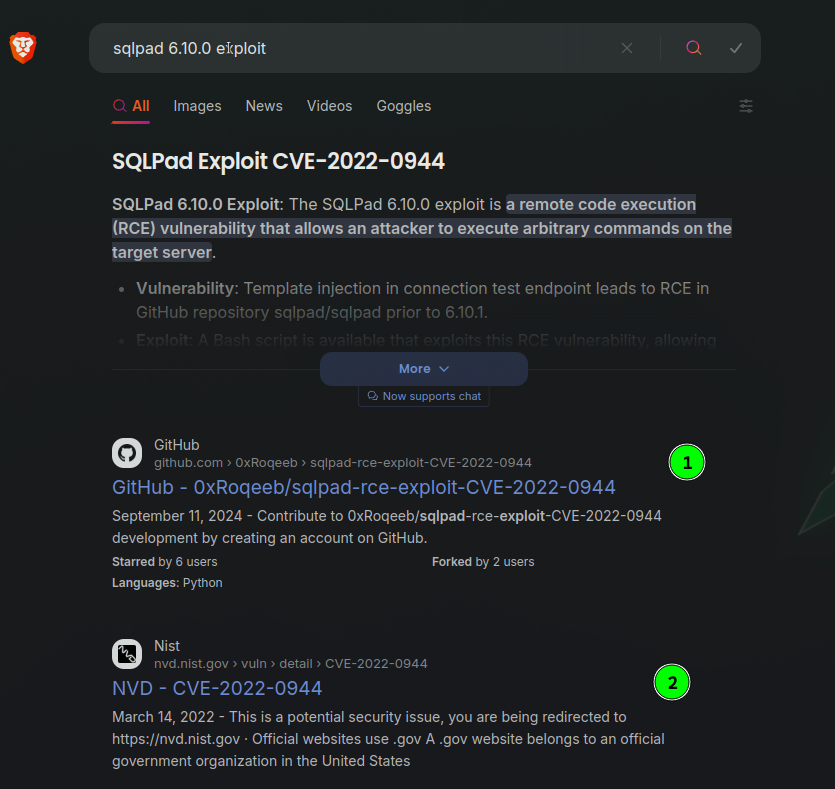 sqlpad 6.10.0 exploit
All Images News Videos Goggles
SQLPad Exploit CVE-2022-0944
SQLPad 6.10.0 Exploit: The SQLPad 6.10.0 exploit is a remote code execution
(RCE) vulnerability that allows an attacker to execute arbitrary commands on the
target server.
• Vulnerability: Template injection in connection test endpoint leads to RCE in
GitHub repository sqlpad/sqlpad prior to 6.10.1.
• Exploit: A Bash script is available that exploits this RCE vulnerability, allowing
More
Now supports chat
GitHub
github.com › 0xRoqeeb › sqlpad-rce-exploit-CVE-2022-0944
1
GitHub - 0xRoqeeb/sqlpad-rce-exploit-CVE-2022-0944
September 11, 2024 - Contribute to 0xRoqeeb/sqlpad-rce-exploit-CVE-2022-0944
development by creating an account on GitHub.
Starred by 6 users Forked by 2 users
Languages: Python
Nist
nvd.nist.gov › vuln › detail › CVE-2022-0944
2
NVD - CVE-2022-0944
March 14, 2022 - This is a potential security issue, you are being redirected to
https://nvd.nist.gov · Official websites use .gov A .gov website belongs to an official
government organization in the United States